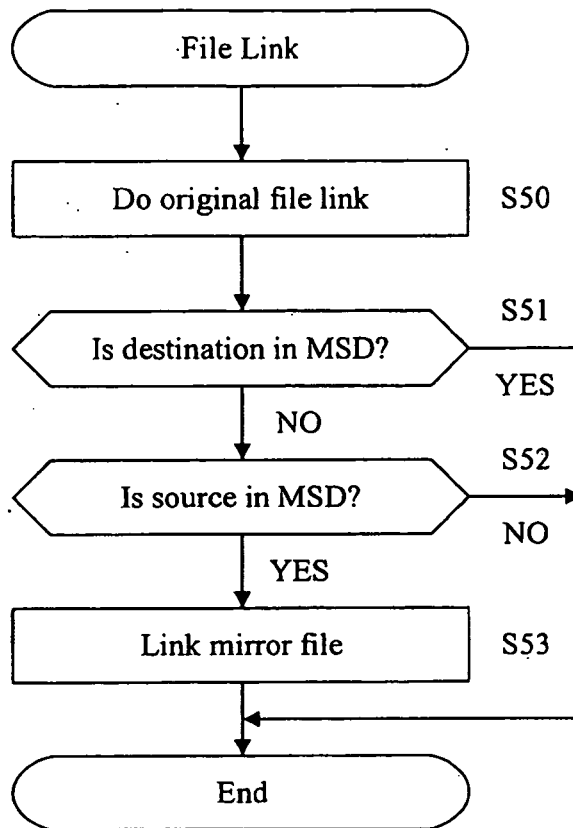 File Link
Do original file link
S50
S51
Is destination in MSD?
YES
NO
S52
Is source in MSD?
NO
YES
Link mirror file
S53
End